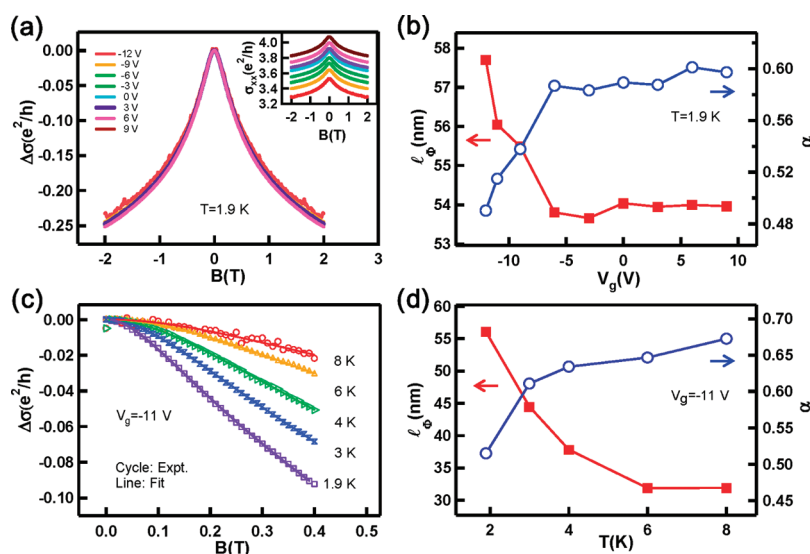 (a)
0.00
-0.05
-0.10
-0.15
-0.20
-0.25
Δσ(e²/h)
-12 V
-9 V
-6 V
-3 V
0 V
3 V
6 V
9 V
σxx(e²/h)
4.0
3.8
3.6
3.4
3.2
-2 0 2
B(T)
T=1.9 K
-3 -2 -1 0 1 2 3
B(T)
(b)
59
58
57
56
55
54
53
ℓΦ (nm)
T=1.9 K
0.60
0.56
0.52
0.48
α
-10 -5 0 5 10
Vg(V)
(c)
0.00
-0.02
-0.04
-0.06
-0.08
-0.10
Δσ(e²/h)
8 K
6 K
4 K
3 K
1.9 K
Vg=-11 V
Cycle: Expt.
Line: Fit
0.0 0.1 0.2 0.3 0.4 0.5
B(T)
(d)
60
55
50
45
40
35
30
ℓΦ (nm)
Vg=-11 V
0.70
0.65
0.60
0.55
0.50
0.45
α
2 4 6 8
T(K)